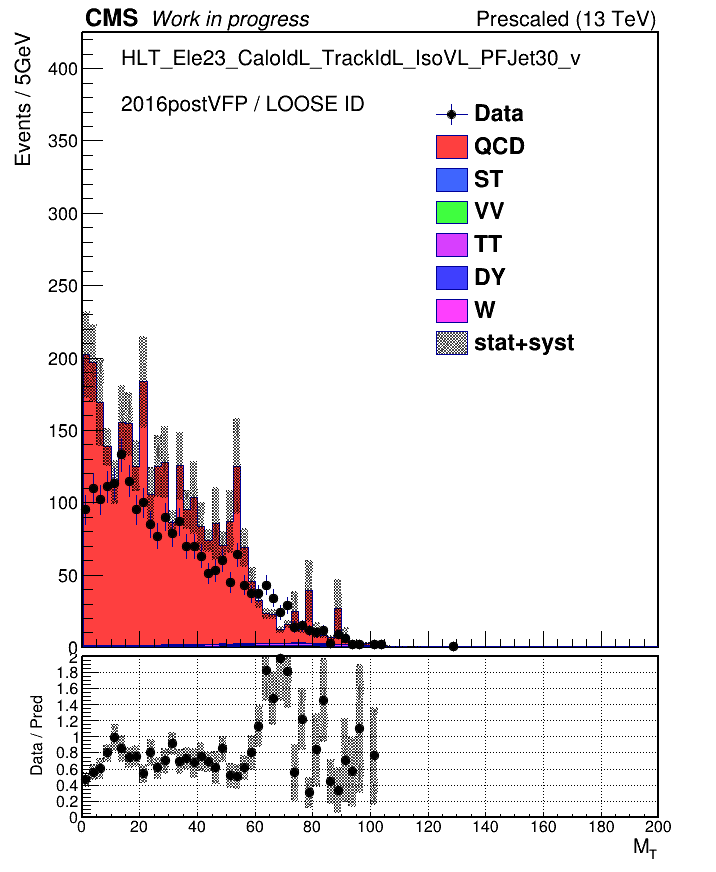 CMS Work in progress Prescaled (13 TeV)
Events / 5GeV
HLT_Ele23_CaloIdL_TrackIdL_IsoVL_PFJet30_v
2016postVFP / LOOSE ID
Data
QCD
ST
VV
TT
DY
W
stat+syst
400
350
300
250
200
150
100
50
0
Data / Pred
2
1.8
1.6
1.4
1.2
1
0.8
0.6
0.4
0.2
0
0 20 40 60 80 100 120 140 160 180 200
M_T